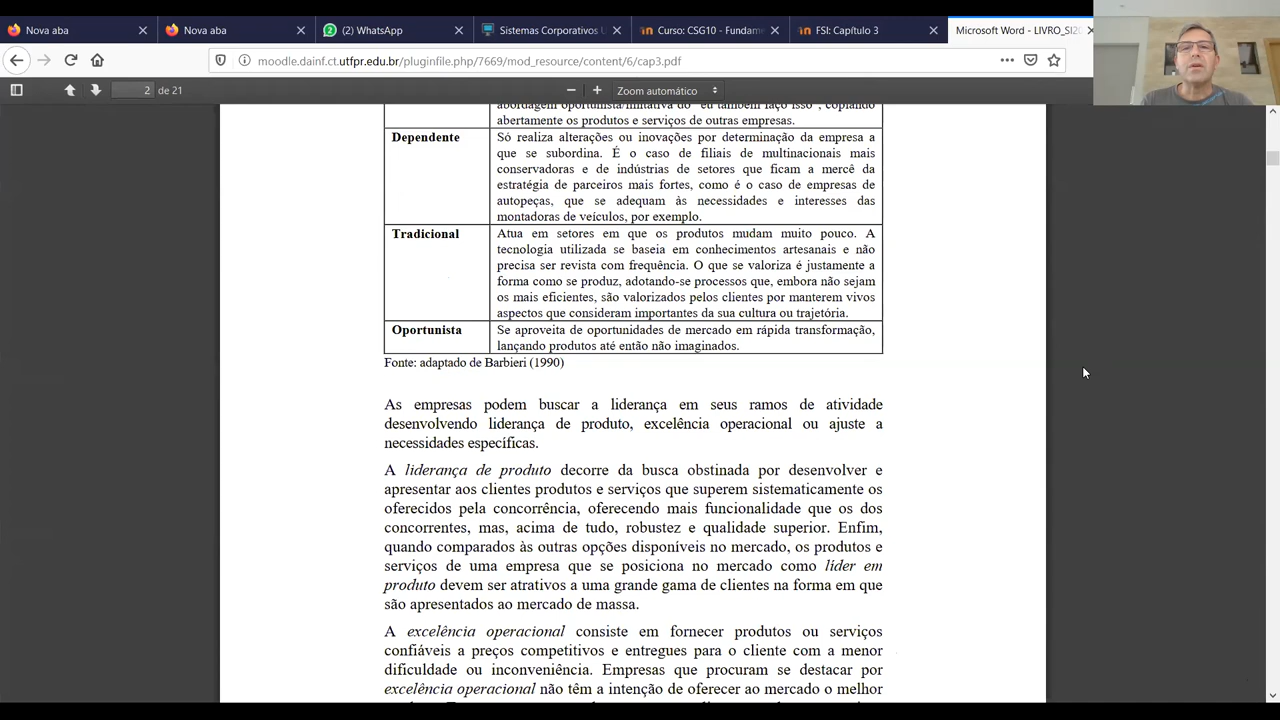 Nova aba
Nova aba
(2) WhatsApp
Sistemas Corporativos U
Curso: CSG10 - Fundame
FSI: Capítulo 3
Microsoft Word - LIVRO_SI20
moodle.dainf.ct.utfpr.edu.br/pluginfile.php/7669/mod_resource/content/6/cap3.pdf
2 de 21
Zoom automático
abordagem oportunista/imitativa do "eu também faço isso", copiando
abertamente os produtos e serviços de outras empresas.
Dependente
Só realiza alterações ou inovações por determinação da empresa a
que se subordina. É o caso de filiais de multinacionais mais
conservadoras e de indústrias de setores que ficam a mercê da
estratégia de parceiros mais fortes, como é o caso de empresas de
autopeças, que se adequam às necessidades e interesses das
montadoras de veículos, por exemplo.
Tradicional
Atua em setores em que os produtos mudam muito pouco. A
tecnologia utilizada se baseia em conhecimentos artesanais e não
precisa ser revista com frequência. O que se valoriza é justamente a
forma como se produz, adotando-se processos que, embora não sejam
os mais eficientes, são valorizados pelos clientes por manterem vivos
aspectos que consideram importantes da sua cultura ou trajetória.
Oportunista
Se aproveita de oportunidades de mercado em rápida transformação,
lançando produtos até então não imaginados.
Fonte: adaptado de Barbieri (1990)
As empresas podem buscar a liderança em seus ramos de atividade
desenvolvendo liderança de produto, excelência operacional ou ajuste a
necessidades específicas.
A liderança de produto decorre da busca obstinada por desenvolver e
apresentar aos clientes produtos e serviços que superem sistematicamente os
oferecidos pela concorrência, oferecendo mais funcionalidade que os dos
concorrentes, mas, acima de tudo, robustez e qualidade superior. Enfim,
quando comparados às outras opções disponíveis no mercado, os produtos e
serviços de uma empresa que se posiciona no mercado como líder em
produto devem ser atrativos a uma grande gama de clientes na forma em que
são apresentados ao mercado de massa.
A excelência operacional consiste em fornecer produtos ou serviços
confiáveis a preços competitivos e entregues para o cliente com a menor
dificuldade ou inconveniência. Empresas que procuram se destacar por
excelência operacional não têm a intenção de oferecer ao mercado o melhor